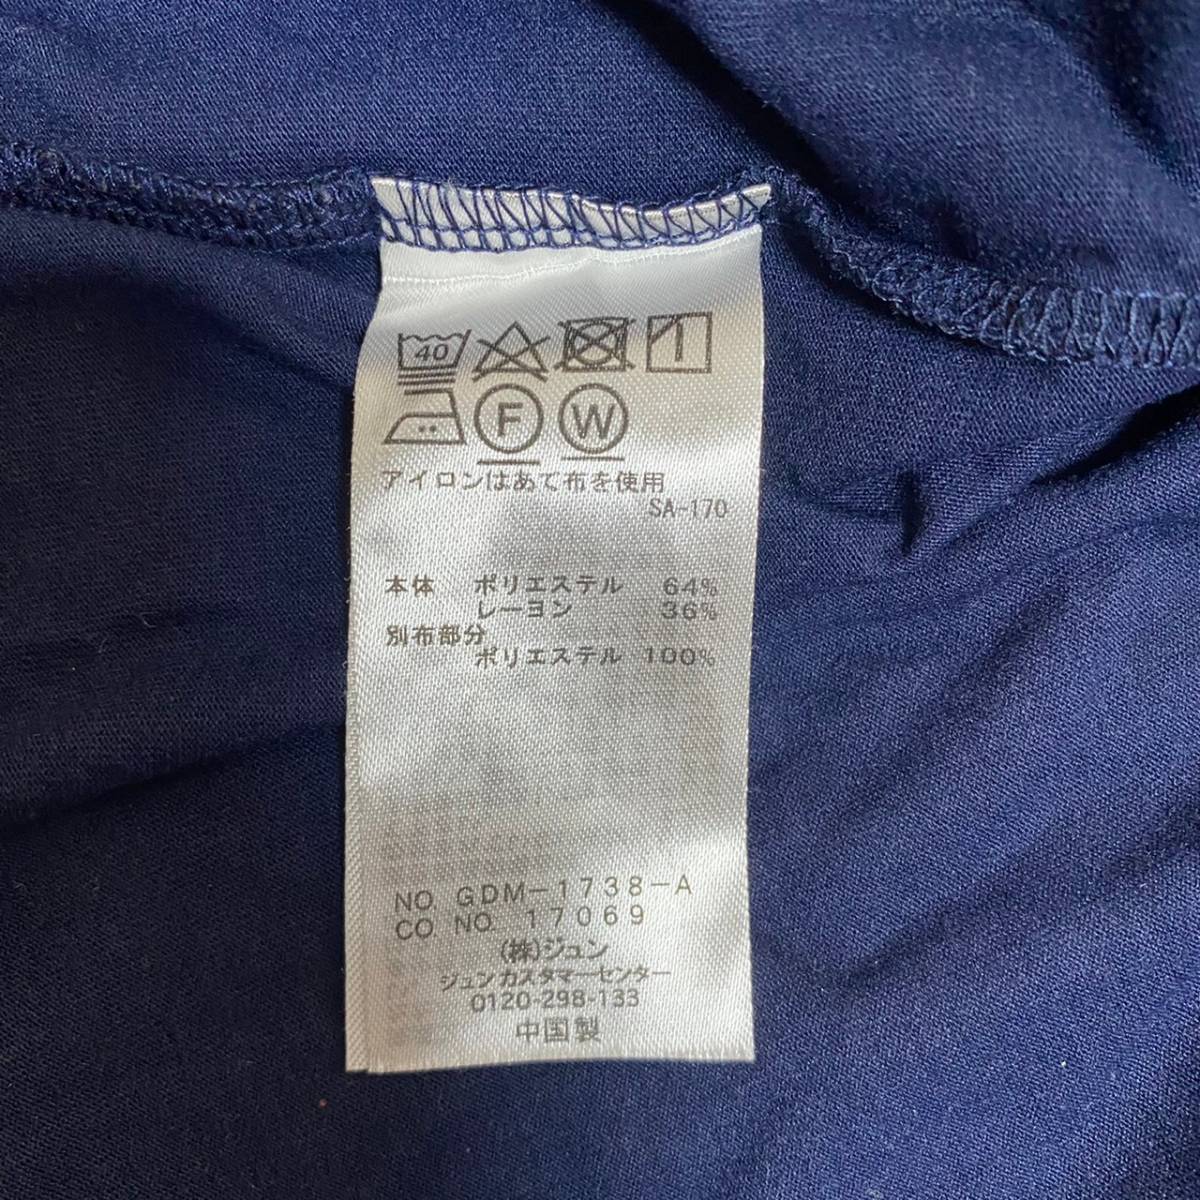 40
F W
アイロンはあて布を使用
SA-170
本体 ポリエステル 64%
レーヨン 36%
別布部分
ポリエステル 100%
NO. GDM-1738-A
CO. NO. 17069
(株)ジュン
ジュンカスタマーセンター
0120-298-133
中国製